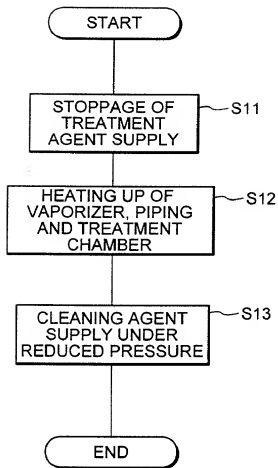 START
STOPPAGE OF
TREATMENT
AGENT SUPPLY
S11
HEATING UP OF
VAPORIZER, PIPING
AND TREATMENT
CHAMBER
S12
CLEANING AGENT
SUPPLY UNDER
REDUCED PRESSURE
S13
END